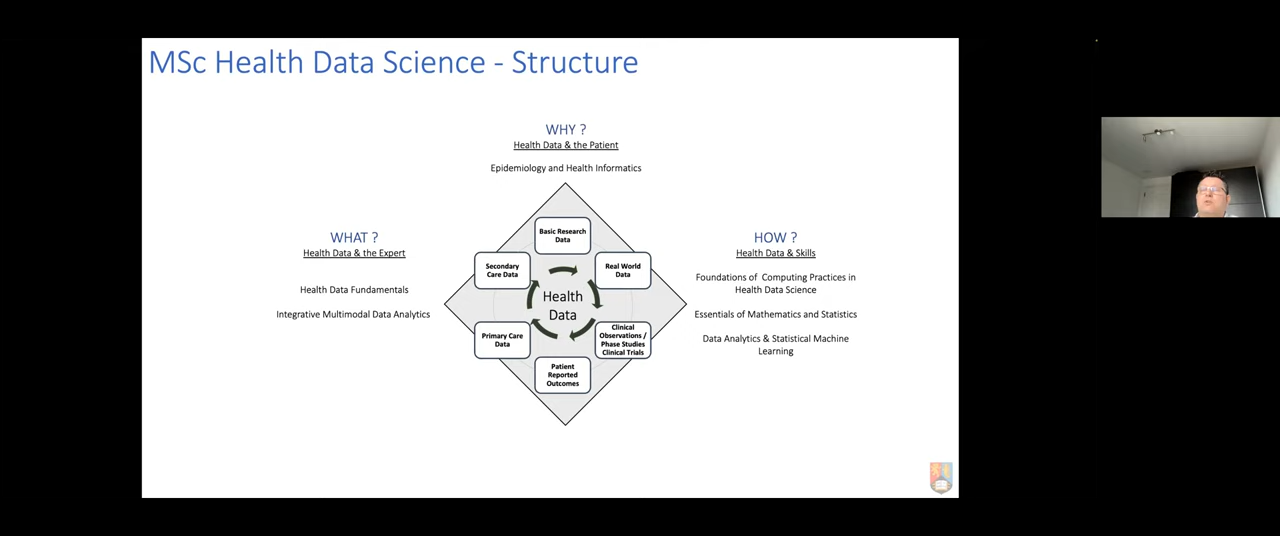 MSc Health Data Science - Structure
WHY ?
Health Data & the Patient
Epidemiology and Health Informatics
WHAT ?
Health Data & the Expert
Health Data Fundamentals
Integrative Multimodal Data Analytics
Basic Research
Data
Secondary
Care Data
Real World
Data
Health
Data
Primary Care
Data
Clinical
Observations /
Phase Studies
Clinical Trials
Patient
Reported
Outcomes
HOW ?
Health Data & Skills
Foundations of Computing Practices in
Health Data Science
Essentials of Mathematics and Statistics
Data Analytics & Statistical Machine
Learning